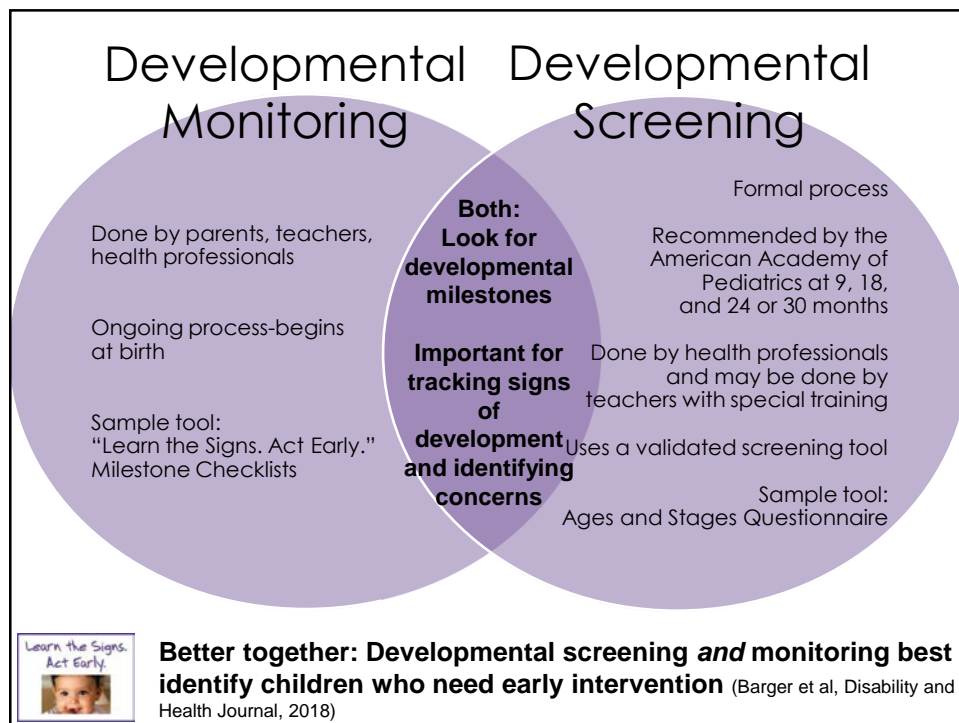 Developmental
Monitoring
Developmental
Screening
Done by parents, teachers,
health professionals
Ongoing process-begins
at birth
Sample tool:
“Learn the Signs. Act Early.”
Milestone Checklists
Both:
Look for
developmental
milestones
Important for
tracking signs
of
development
and identifying
concerns
Formal process
Recommended by the
American Academy of
Pediatrics at 9, 18,
and 24 or 30 months
Done by health professionals
and may be done by
teachers with special training
Uses a validated screening tool
Sample tool:
Ages and Stages Questionnaire
Learn the Signs.
Act Early.
Better together: Developmental screening and monitoring best
identify children who need early intervention (Barger et al, Disability and
Health Journal, 2018)